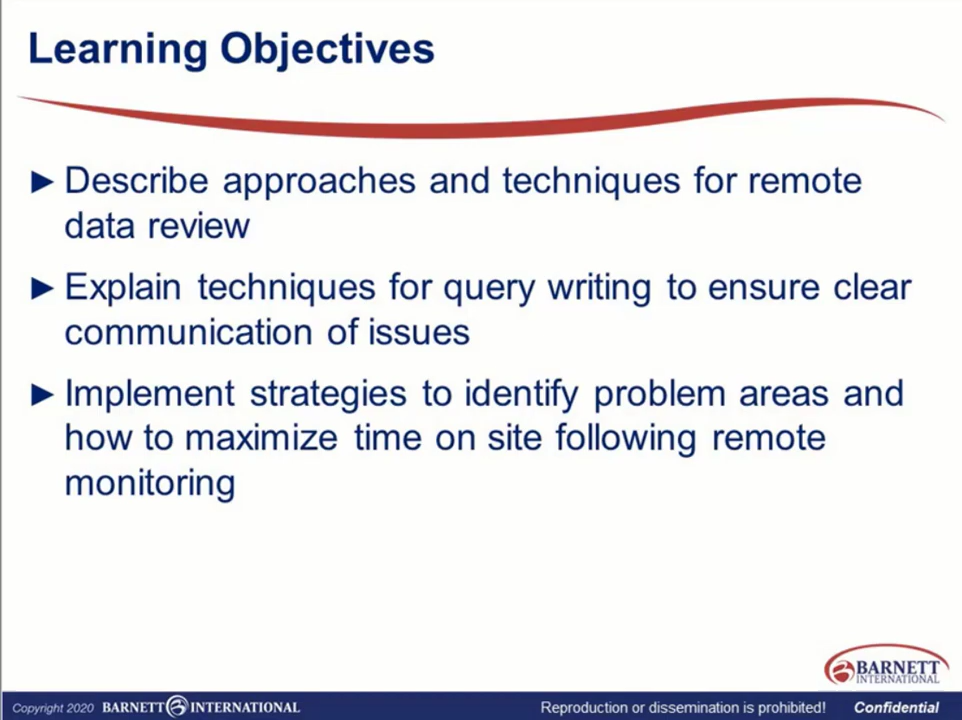 Learning Objectives
► Describe approaches and techniques for remote
data review
► Explain techniques for query writing to ensure clear
communication of issues
► Implement strategies to identify problem areas and
how to maximize time on site following remote
monitoring
BARNETT
INTERNATIONAL
Copyright 2020 BARNETT INTERNATIONAL Reproduction or dissemination is prohibited! Confidential